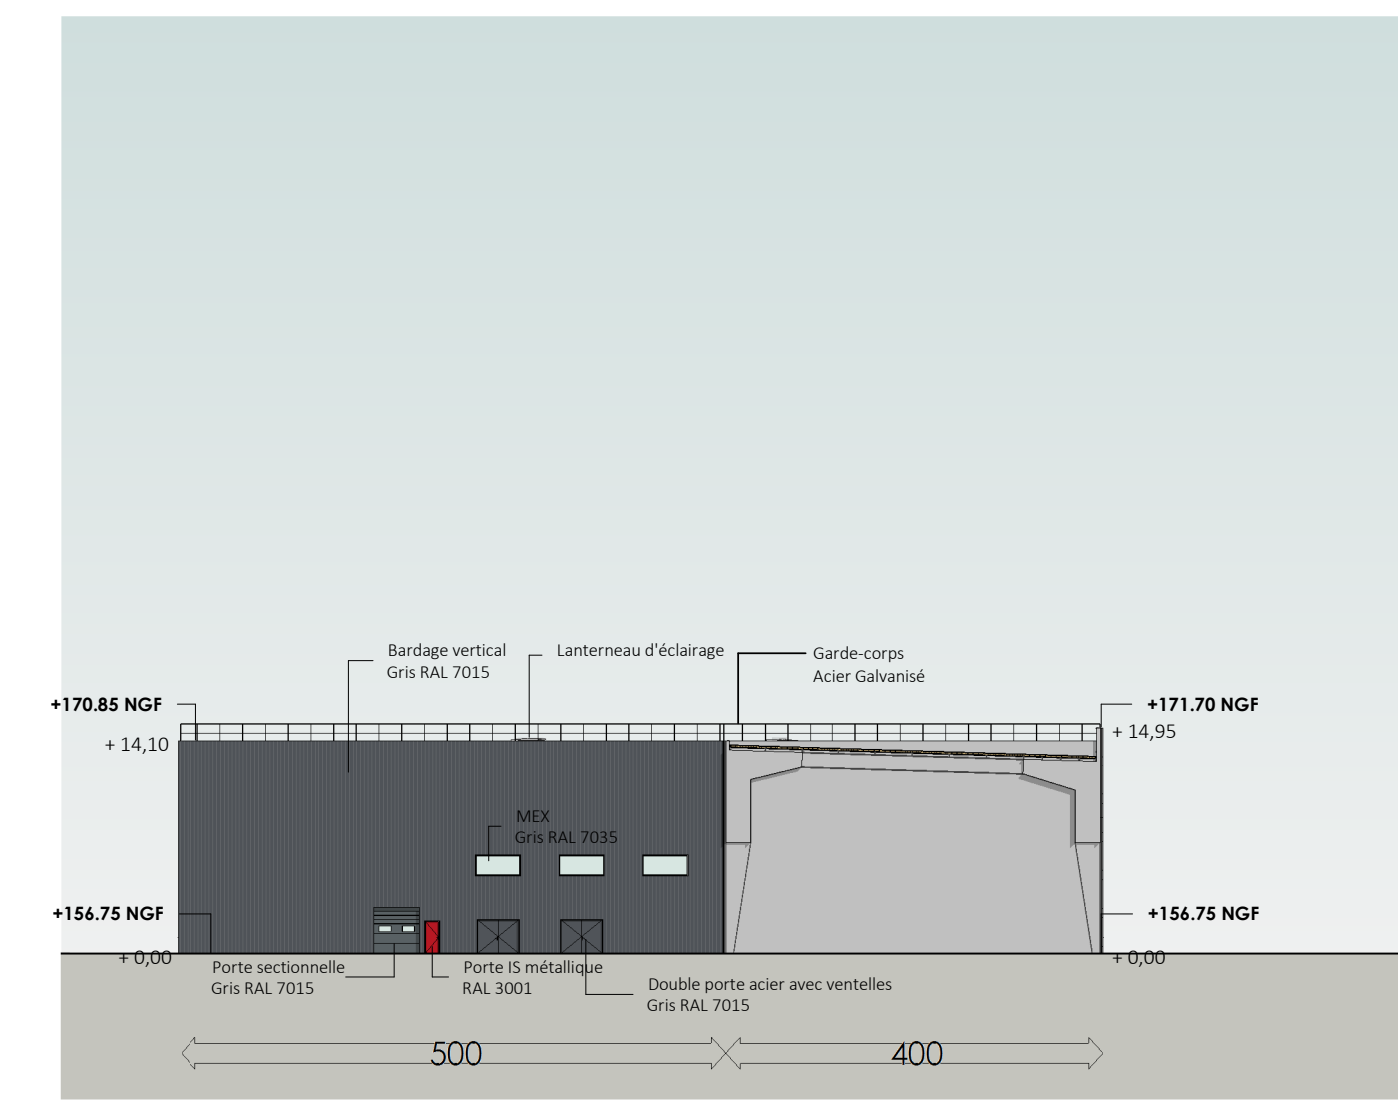 Bardage vertical
Gris RAL 7015
Lanterneau d'éclairage
Garde-corps
Acier Galvanisé
+170.85 NGF
+ 14,10
+171.70 NGF
+ 14,95
MEX
Gris RAL 7035
+156.75 NGF
+ 0,00
+156.75 NGF
+ 0,00
Porte sectionnelle
Gris RAL 7015
Porte IS métallique
RAL 3001
Double porte acier avec ventelles
Gris RAL 7015
500
400